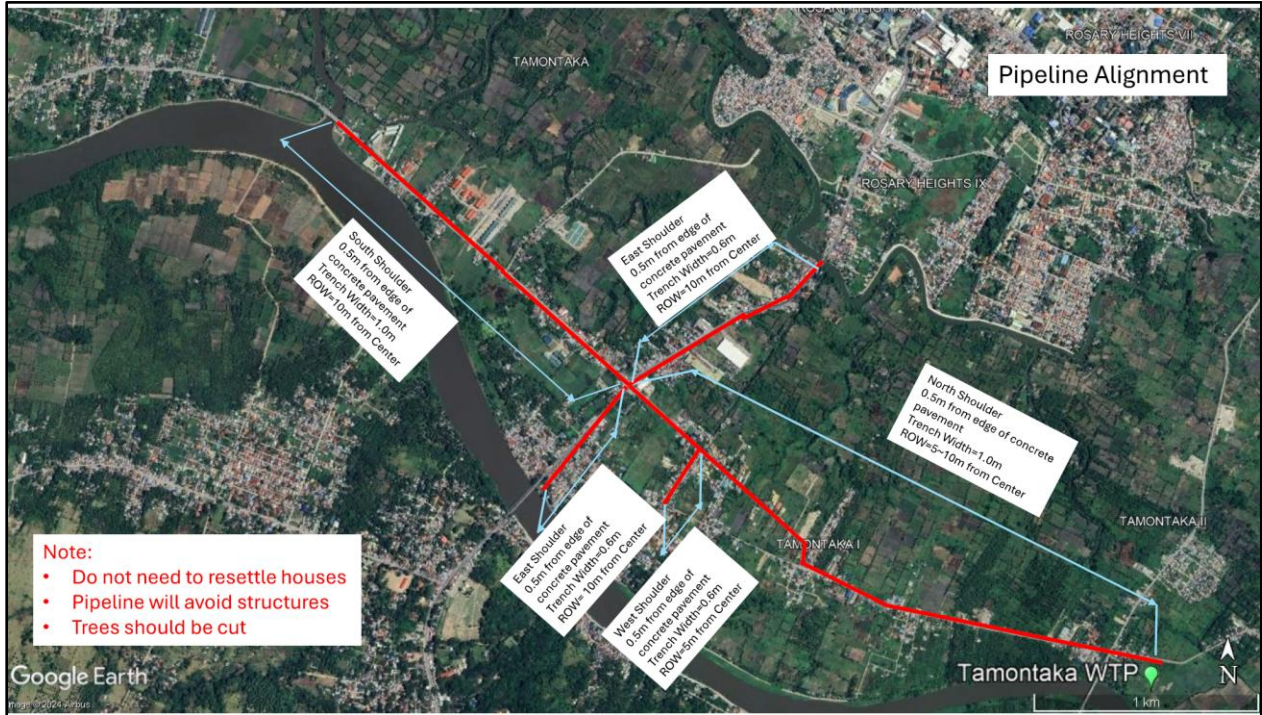 ROSARY HEIGHTS VII
TAMONTAKA
Pipeline Alignment
ROSARY HEIGHTS IX
East Shoulder
0.5m from edge of
concrete pavement
Trench Width=0.6m
ROW=10m from Center
South Shoulder
0.5m from edge of
concrete pavement
Trench Width=1.0m
ROW=10m from Center
North Shoulder
0.5m from edge of concrete
pavement
Trench Width=1.0m
ROW=5~10m from Center
TAMONTAKA II
TAMONTAKA I
East Shoulder
0.5m from edge of
concrete pavement
Trench Width=0.6m
ROW= 10m from Center
West Shoulder
0.5m from edge of
concrete pavement
Trench Width=0.6m
ROW=5m from Center
Note:
• Do not need to resettle houses
• Pipeline will avoid structures
• Trees should be cut
Google Earth
Image © 2024 Airbus
Tamontaka WTP
N
1 km